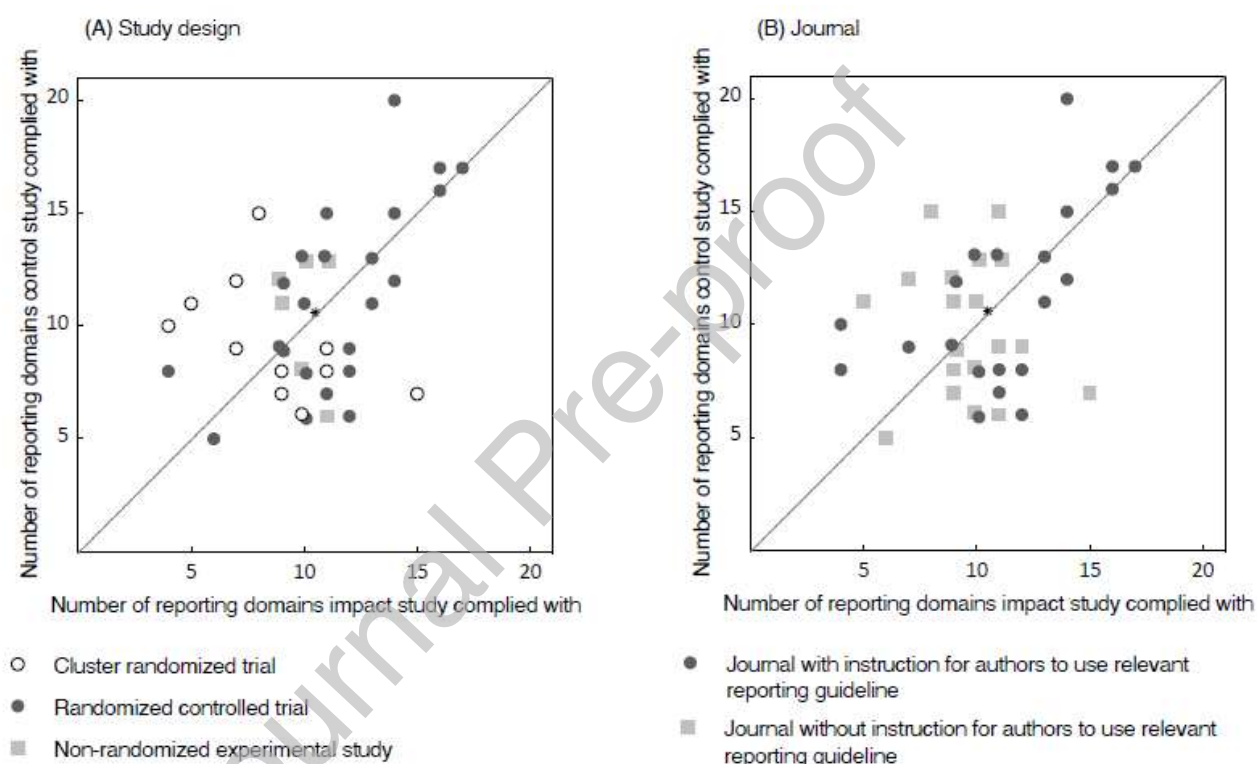 (A) Study design
Number of reporting domains control study complied with
20
15
10
5
5
10
15
20
Number of reporting domains impact study complied with
Cluster randomized trial
Randomized controlled trial
Non-randomized experimental study
(B) Journal
Number of reporting domains control study complied with
20
15
10
5
5
10
15
20
Number of reporting domains impact study complied with
Journal with instruction for authors to use relevant
reporting guideline
Journal without instruction for authors to use relevant
reporting guideline
Journal Pre-proof